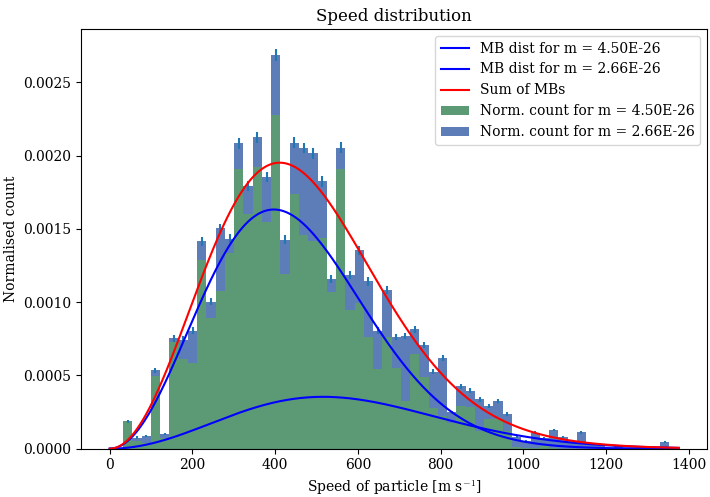 Speed distribution
MB dist for m = 4.50E-26
MB dist for m = 2.66E-26
Sum of MBs
Norm. count for m = 4.50E-26
Norm. count for m = 2.66E-26
Normalised count
0.0025
0.0020
0.0015
0.0010
0.0005
0.0000
0 200 400 600 800 1000 1200 1400
Speed of particle [m s⁻¹]